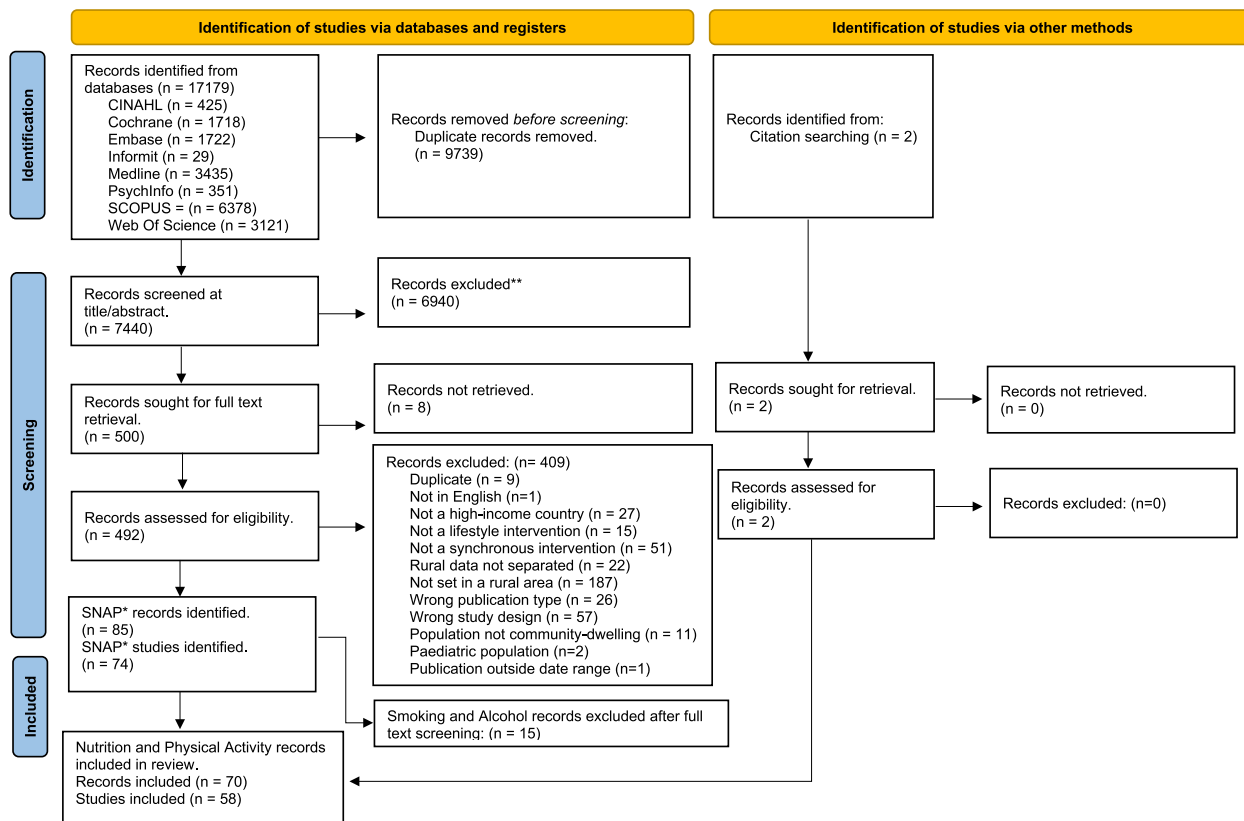 Identification of studies via databases and registers
Identification of studies via other methods
Identification
Records identified from
databases (n = 17179)
CINAHL (n = 425)
Cochrane (n = 1718)
Embase (n = 1722)
Informit (n = 29)
Medline (n = 3435)
PsychInfo (n = 351)
SCOPUS = (n = 6378)
Web Of Science (n = 3121)
Records removed before screening:
Duplicate records removed.
(n = 9739)
Records identified from:
Citation searching (n = 2)
Screening
Records screened at
title/abstract.
(n = 7440)
Records excluded**
(n = 6940)
Records sought for full text
retrieval.
(n = 500)
Records not retrieved.
(n = 8)
Records sought for retrieval.
(n = 2)
Records not retrieved.
(n = 0)
Records assessed for eligibility.
(n = 492)
Records excluded: (n= 409)
Duplicate (n = 9)
Not in English (n=1)
Not a high-income country (n = 27)
Not a lifestyle intervention (n = 15)
Not a synchronous intervention (n = 51)
Rural data not separated (n = 22)
Not set in a rural area (n = 187)
Wrong publication type (n = 26)
Wrong study design (n = 57)
Population not community-dwelling (n = 11)
Paediatric population (n=2)
Publication outside date range (n=1)
Records assessed for
eligibility.
(n = 2)
Records excluded: (n=0)
SNAP* records identified.
(n = 85)
SNAP* studies identified.
(n = 74)
Included
Smoking and Alcohol records excluded after full
text screening: (n = 15)
Nutrition and Physical Activity records
included in review.
Records included (n = 70)
Studies included (n = 58)